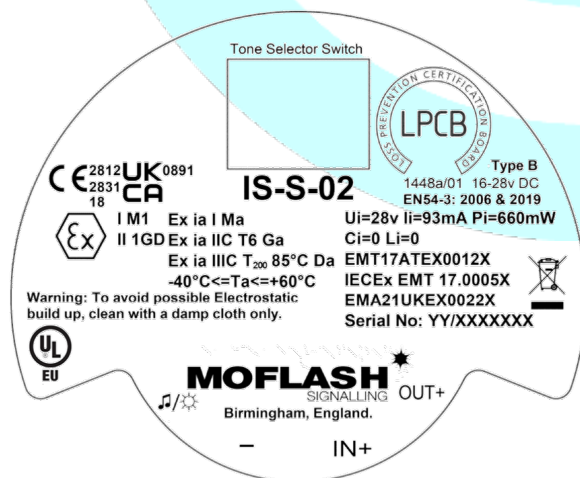 Tone Selector Switch
LOSS PREVENTION CERTIFICATION BOARD
LPCB
Type B
1448a/01 16-28v DC
EN54-3: 2006 & 2019
IS-S-02
CE 2812 UK CA 0891
2831
18
Ui=28v Ii=93mA Pi=660mW
Ci=0 Li=0
EMT17ATEX0012X
IECEx EMT 17.0005X
EMA21UKEX0022X
Serial No: YY/XXXXXXX
Ex
I M1 Ex ia I Ma
II 1GD Ex ia IIC T6 Ga
Ex ia IIIC T₂₀₀ 85°C Da
-40°C<=Ta<=+60°C
Warning: To avoid possible Electrostatic
build up, clean with a damp cloth only.
UL
EU
MOFLASH
SIGNALLING
Birmingham, England.
♫/☼
OUT+
− IN+